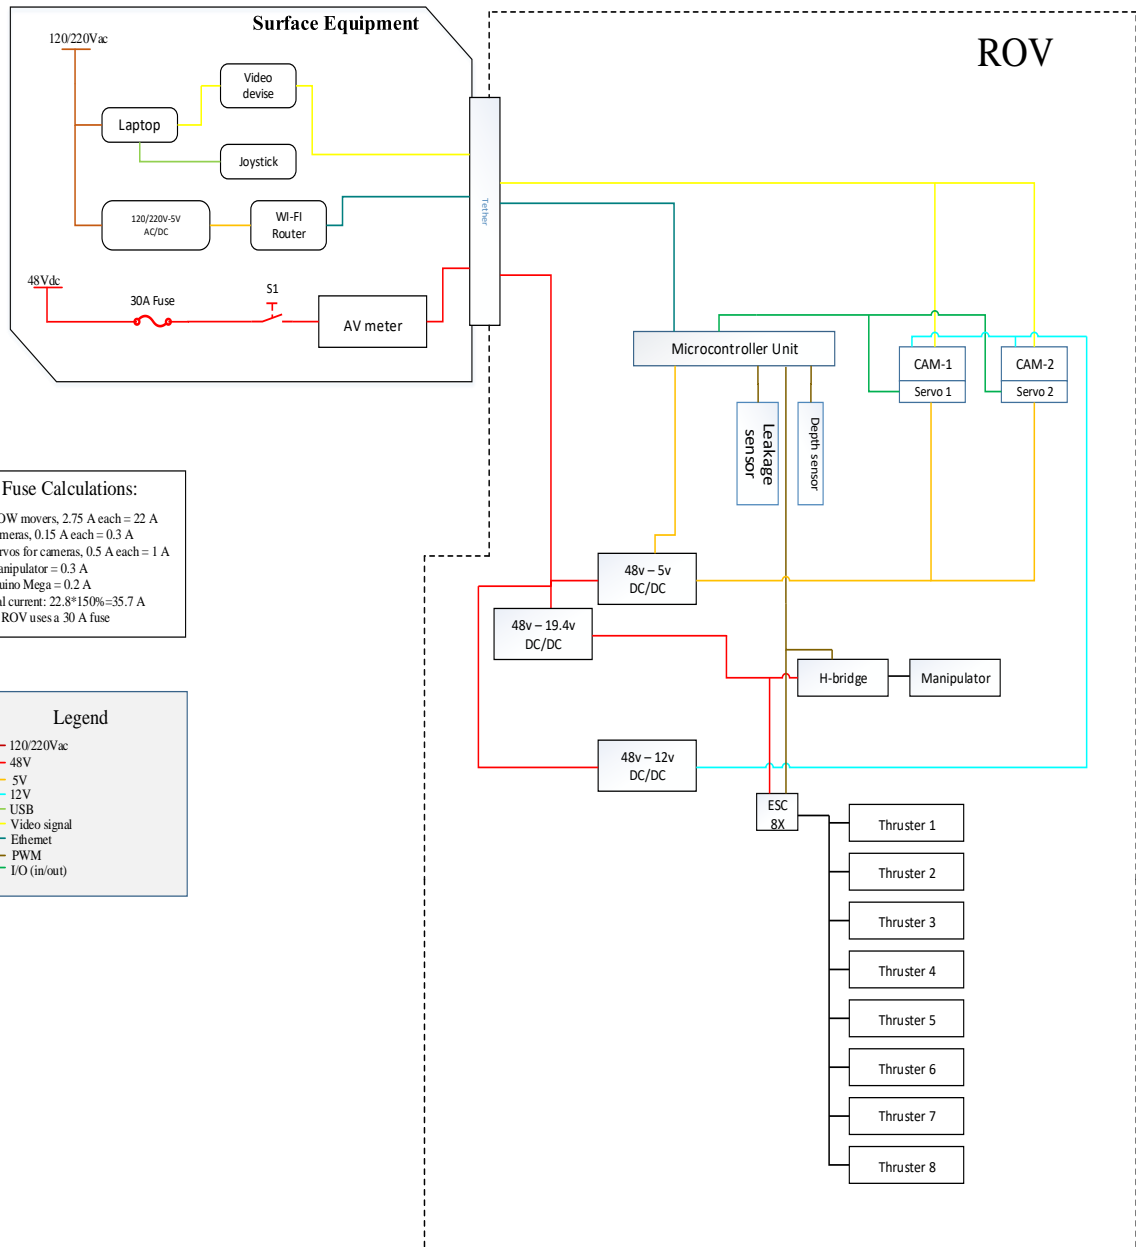 Surface Equipment
ROV
120/220Vac
Video
devise
Laptop
Joystick
120/220V-5V
AC/DC
WI-FI
Router
Tether
48Vdc
30A Fuse
S1
AV meter
Microcontroller Unit
CAM-1
Servo 1
CAM-2
Servo 2
Leakage
sensor
Depth sensor
Fuse Calculations:
OW movers, 2.75 A each = 22 A
meras, 0.15 A each = 0.3 A
rvos for cameras, 0.5 A each = 1 A
anipulator = 0.3 A
uino Mega = 0.2 A
al current: 22.8*150%=35.7 A
ROV uses a 30 A fuse
48v – 5v
DC/DC
48v – 19.4v
DC/DC
H-bridge
Manipulator
Legend
120/220Vac
48V
5V
12V
USB
Video signal
Ethernet
PWM
I/O (in/out)
48v – 12v
DC/DC
ESC
8X
Thruster 1
Thruster 2
Thruster 3
Thruster 4
Thruster 5
Thruster 6
Thruster 7
Thruster 8